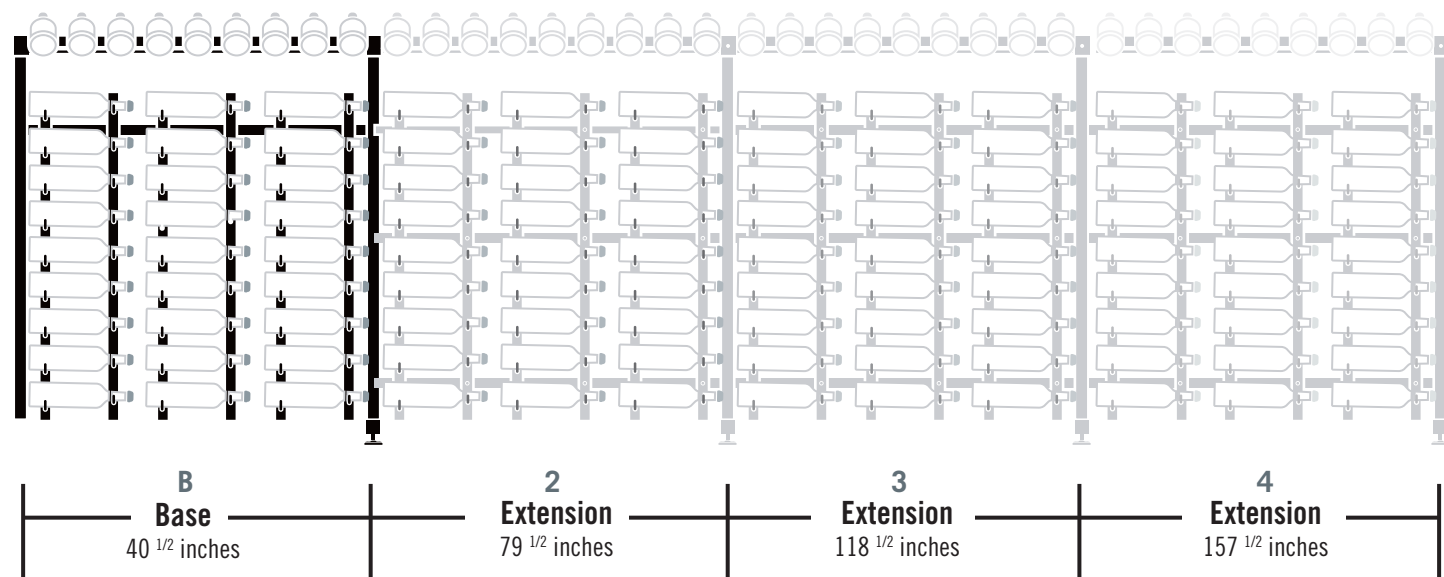 B
Base
40 1/2 inches
2
Extension
79 1/2 inches
3
Extension
118 1/2 inches
4
Extension
157 1/2 inches